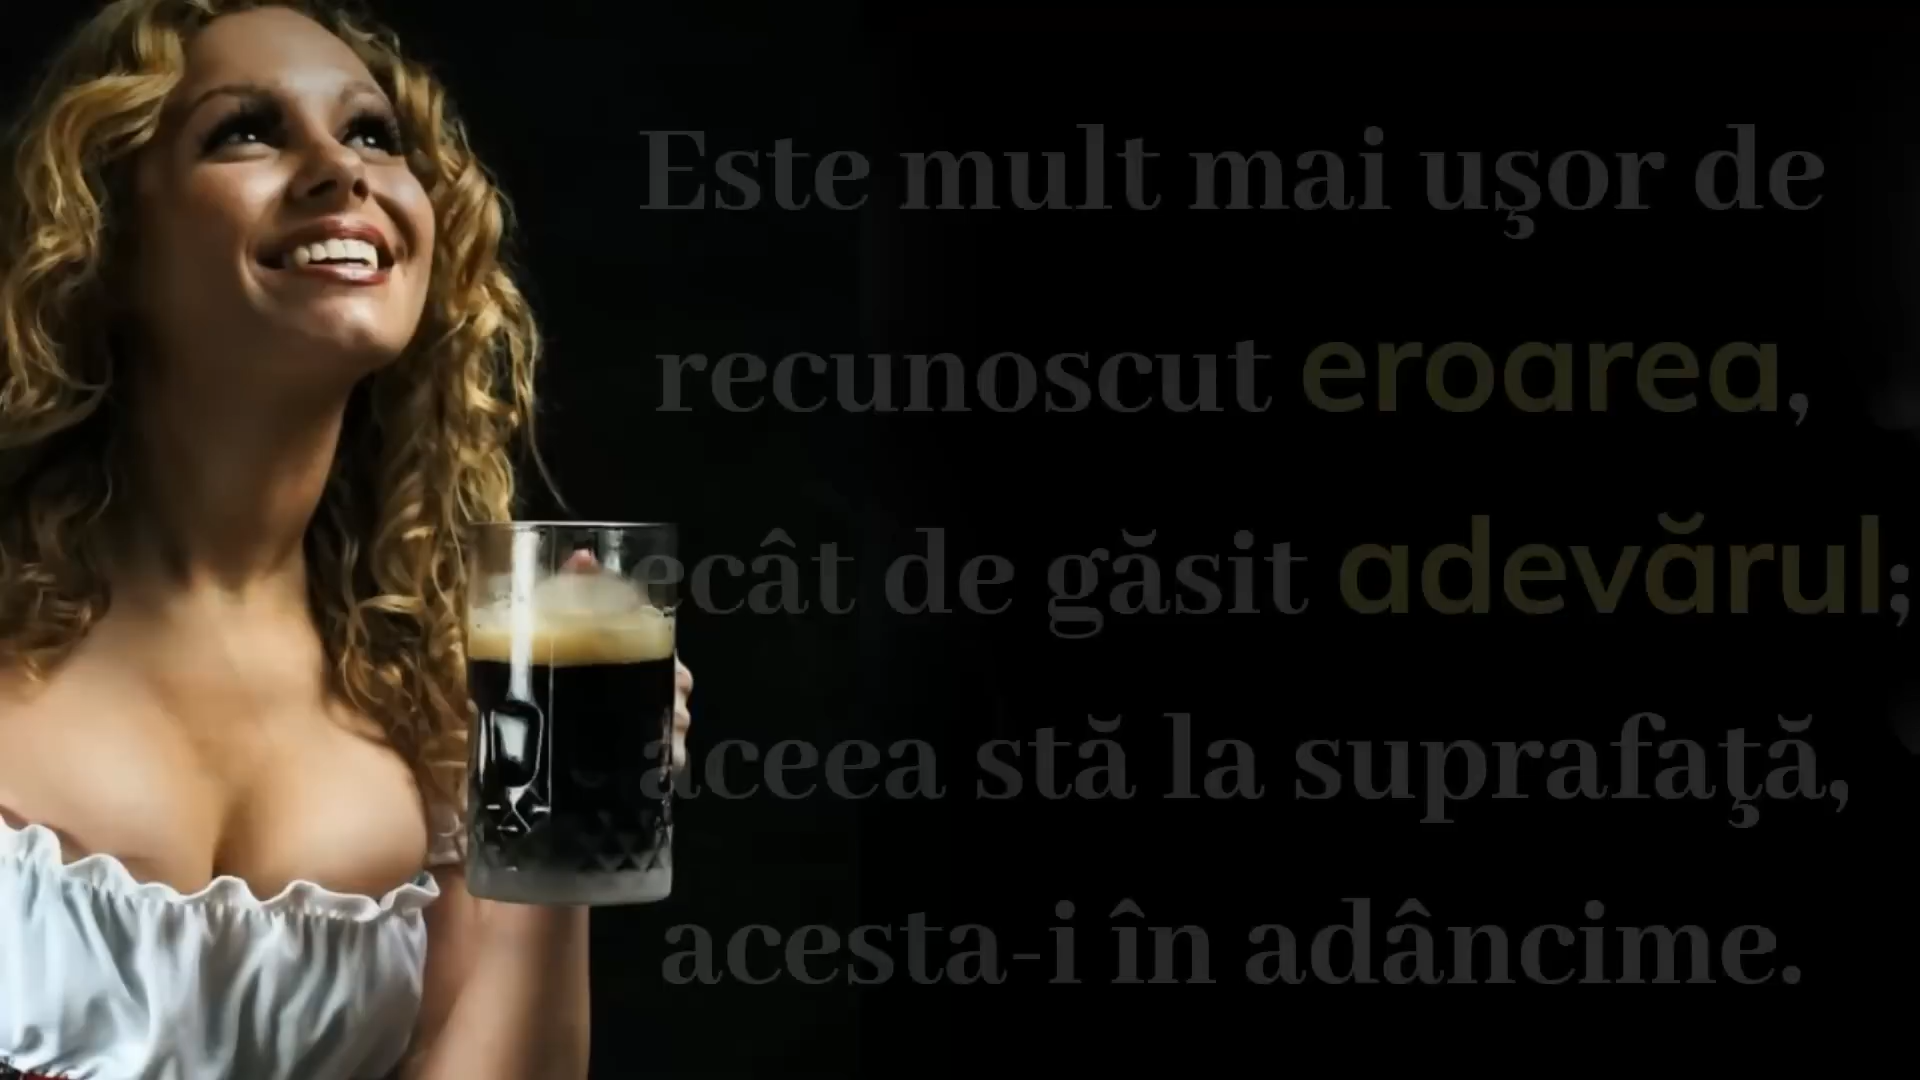 Este mult mai uşor de
recunoscut eroarea,
ecât de găsit adevărul;
aceea stă la suprafaţă,
acesta-i în adâncime.